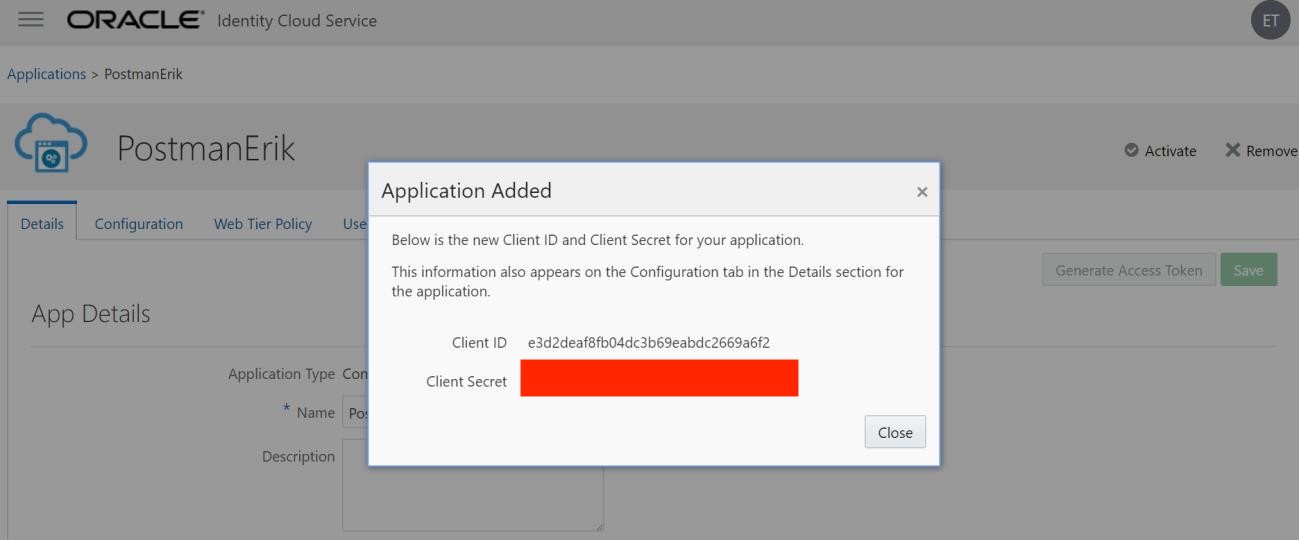 ORACLE® Identity Cloud Service
ET
Applications > PostmanErik
PostmanErik
Activate
Remove
Application Added
×
Details Configuration Web Tier Policy Use
Below is the new Client ID and Client Secret for your application.
This information also appears on the Configuration tab in the Details section for
the application.
Generate Access Token Save
App Details
Client ID e3d2deaf8fb04dc3b69eabdc2669a6f2
Application Type Con
Client Secret
* Name Pos
Close
Description